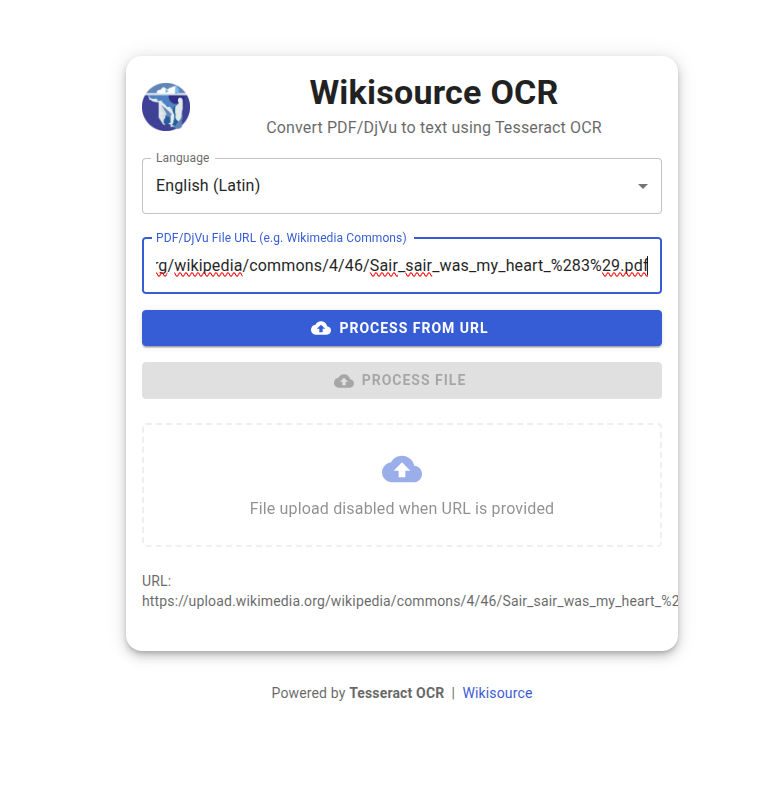 Wikisource OCR
Convert PDF/DjVu to text using Tesseract OCR
Language
English (Latin)
PDF/DjVu File URL (e.g. Wikimedia Commons)
rg/wikipedia/commons/4/46/Sair_sair_was_my_heart_%283%29.pdf
PROCESS FROM URL
PROCESS FILE
File upload disabled when URL is provided
URL:
https://upload.wikimedia.org/wikipedia/commons/4/46/Sair_sair_was_my_heart_%2
Powered by Tesseract OCR | Wikisource